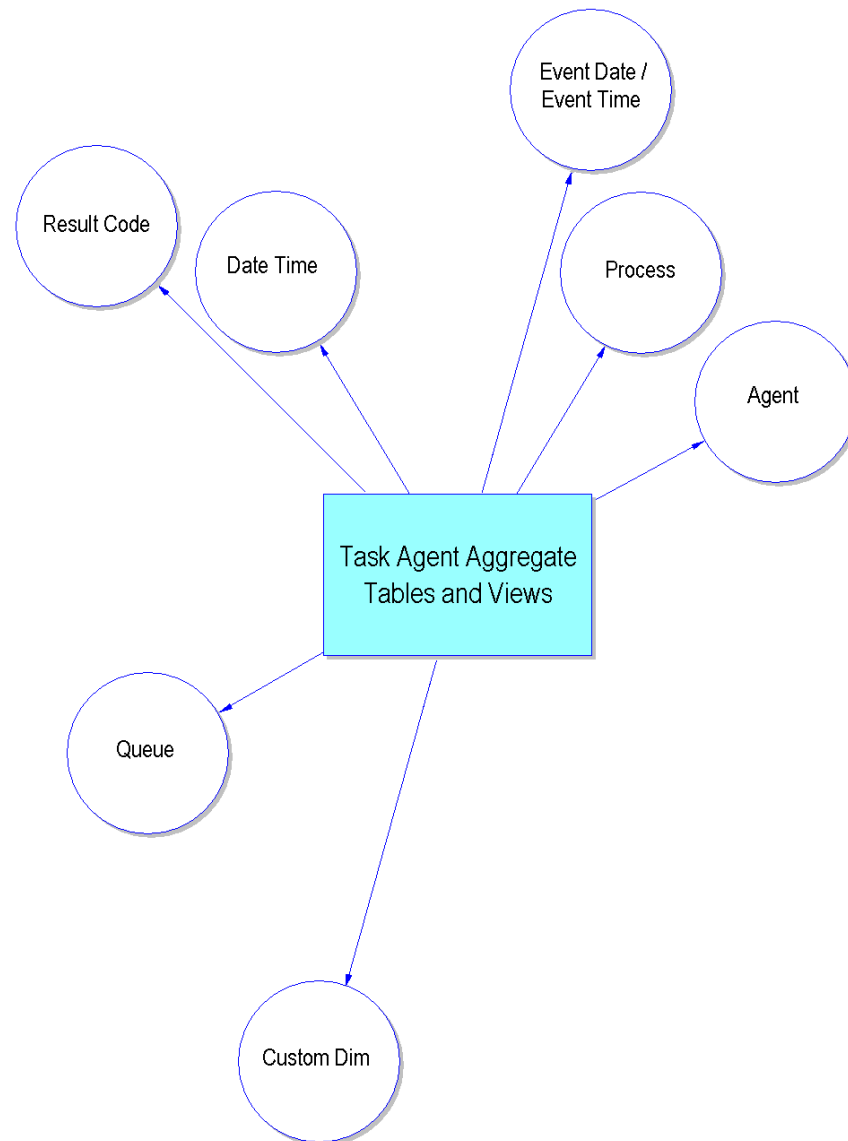 Event Date /
Event Time
Result Code
Date Time
Process
Agent
Task Agent Aggregate
Tables and Views
Queue
Custom Dim